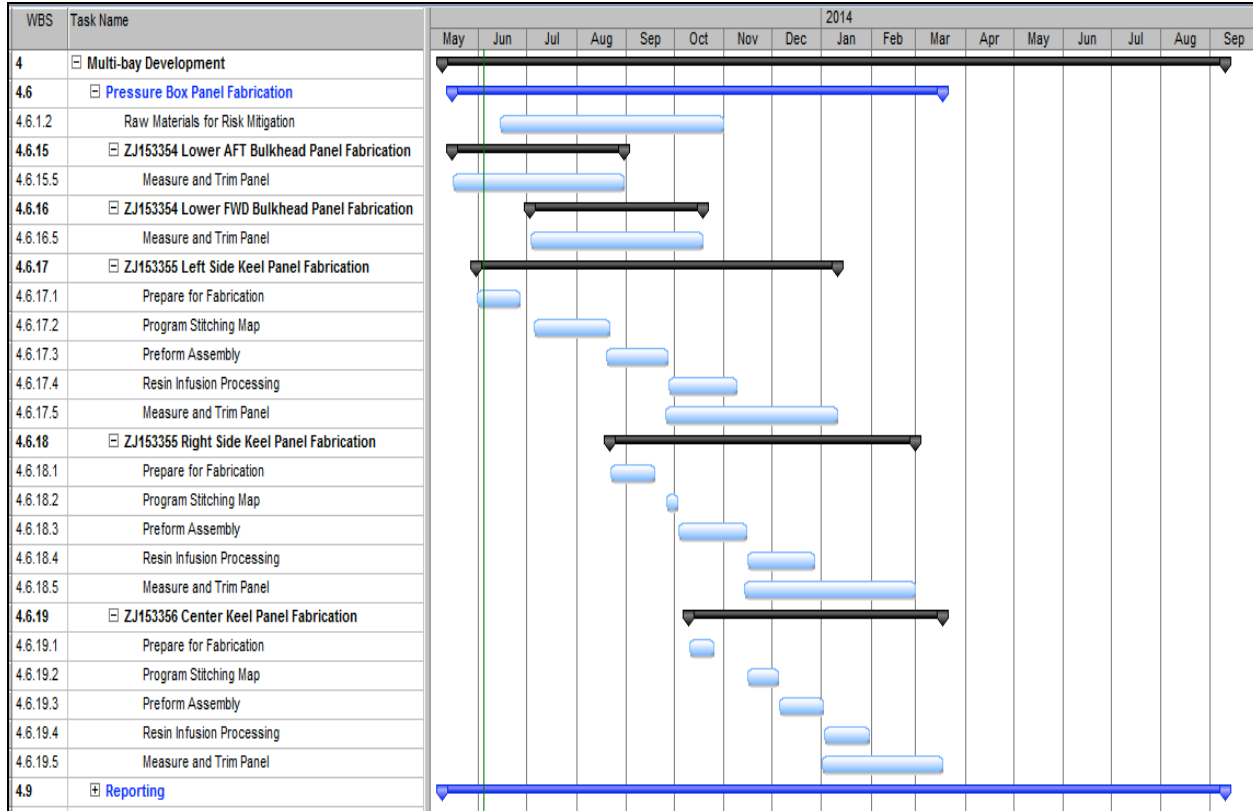 WBS Task Name 2014
May Jun Jul Aug Sep Oct Nov Dec Jan Feb Mar Apr May Jun Jul Aug Sep
4 Multi-bay Development
4.6 Pressure Box Panel Fabrication
4.6.1.2 Raw Materials for Risk Mitigation
4.6.15 ZJ153354 Lower AFT Bulkhead Panel Fabrication
4.6.15.5 Measure and Trim Panel
4.6.16 ZJ153354 Lower FWD Bulkhead Panel Fabrication
4.6.16.5 Measure and Trim Panel
4.6.17 ZJ153355 Left Side Keel Panel Fabrication
4.6.17.1 Prepare for Fabrication
4.6.17.2 Program Stitching Map
4.6.17.3 Preform Assembly
4.6.17.4 Resin Infusion Processing
4.6.17.5 Measure and Trim Panel
4.6.18 ZJ153355 Right Side Keel Panel Fabrication
4.6.18.1 Prepare for Fabrication
4.6.18.2 Program Stitching Map
4.6.18.3 Preform Assembly
4.6.18.4 Resin Infusion Processing
4.6.18.5 Measure and Trim Panel
4.6.19 ZJ153356 Center Keel Panel Fabrication
4.6.19.1 Prepare for Fabrication
4.6.19.2 Program Stitching Map
4.6.19.3 Preform Assembly
4.6.19.4 Resin Infusion Processing
4.6.19.5 Measure and Trim Panel
4.9 Reporting